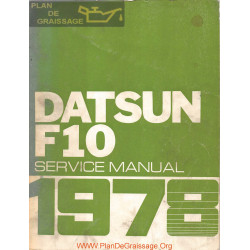 PLAN
DE
GRAISSAGE
DATSUN
F10
SERVICE MANUAL
1978
www.PlanDeGraissage.Org